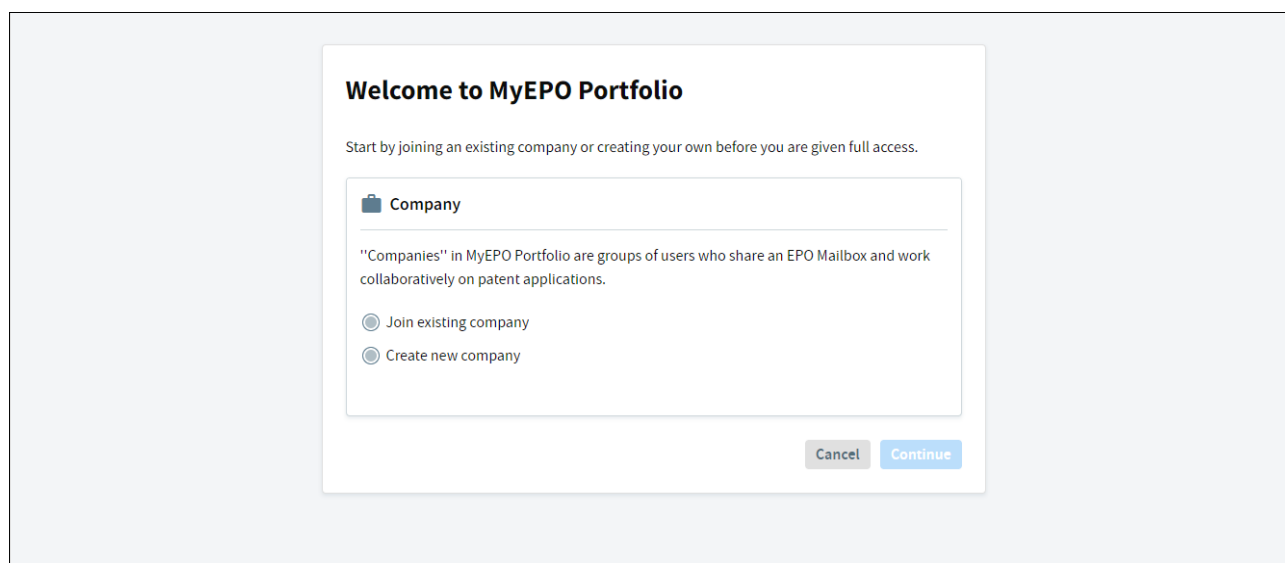 Welcome to MyEPO Portfolio
Start by joining an existing company or creating your own before you are given full access.
Company
''Companies'' in MyEPO Portfolio are groups of users who share an EPO Mailbox and work
collaboratively on patent applications.
Join existing company
Create new company
Cancel
Continue